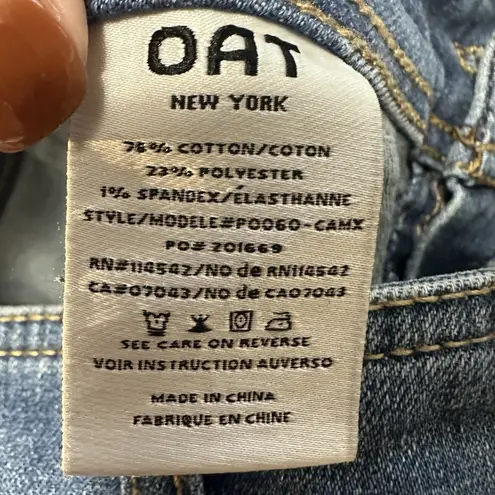 OAT
NEW YORK
76% COTTON/COTON
23% POLYESTER
1% SPANDEX/ÉLASTHANNE
STYLE/MODELE#P0060-CAMX
PO# 201669
RN#114542/NO de RN114542
CA#07043/NO de CA07043
SEE CARE ON REVERSE
VOIR INSTRUCTION AUVERSO
MADE IN CHINA
FABRIQUE EN CHINE